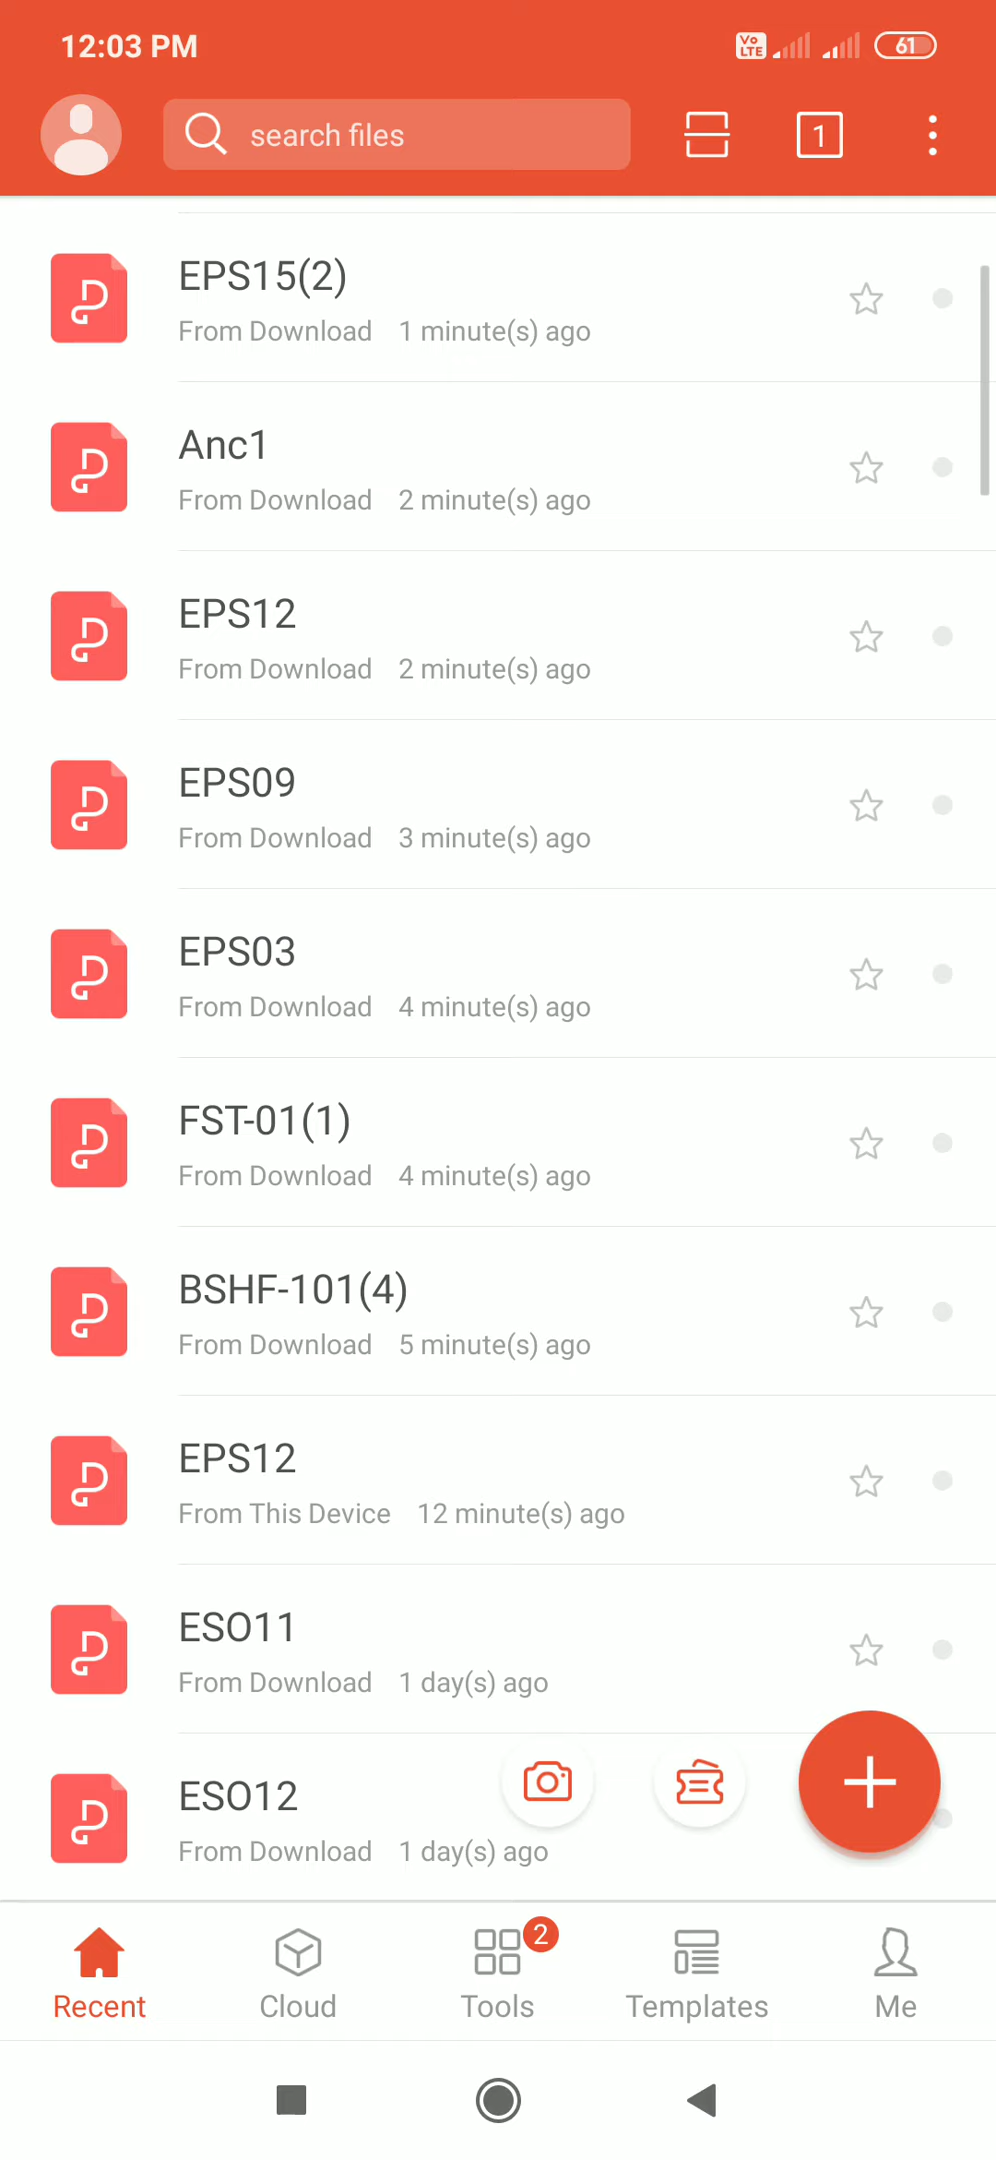 12:03 PM
Vo LTE
61
search files
1
EPS15(2)
From Download 1 minute(s) ago
Anc1
From Download 2 minute(s) ago
EPS12
From Download 2 minute(s) ago
EPS09
From Download 3 minute(s) ago
EPS03
From Download 4 minute(s) ago
FST-01(1)
From Download 4 minute(s) ago
BSHF-101(4)
From Download 5 minute(s) ago
EPS12
From This Device 12 minute(s) ago
ESO11
From Download 1 day(s) ago
ESO12
From Download 1 day(s) ago
2
Recent Cloud Tools Templates Me